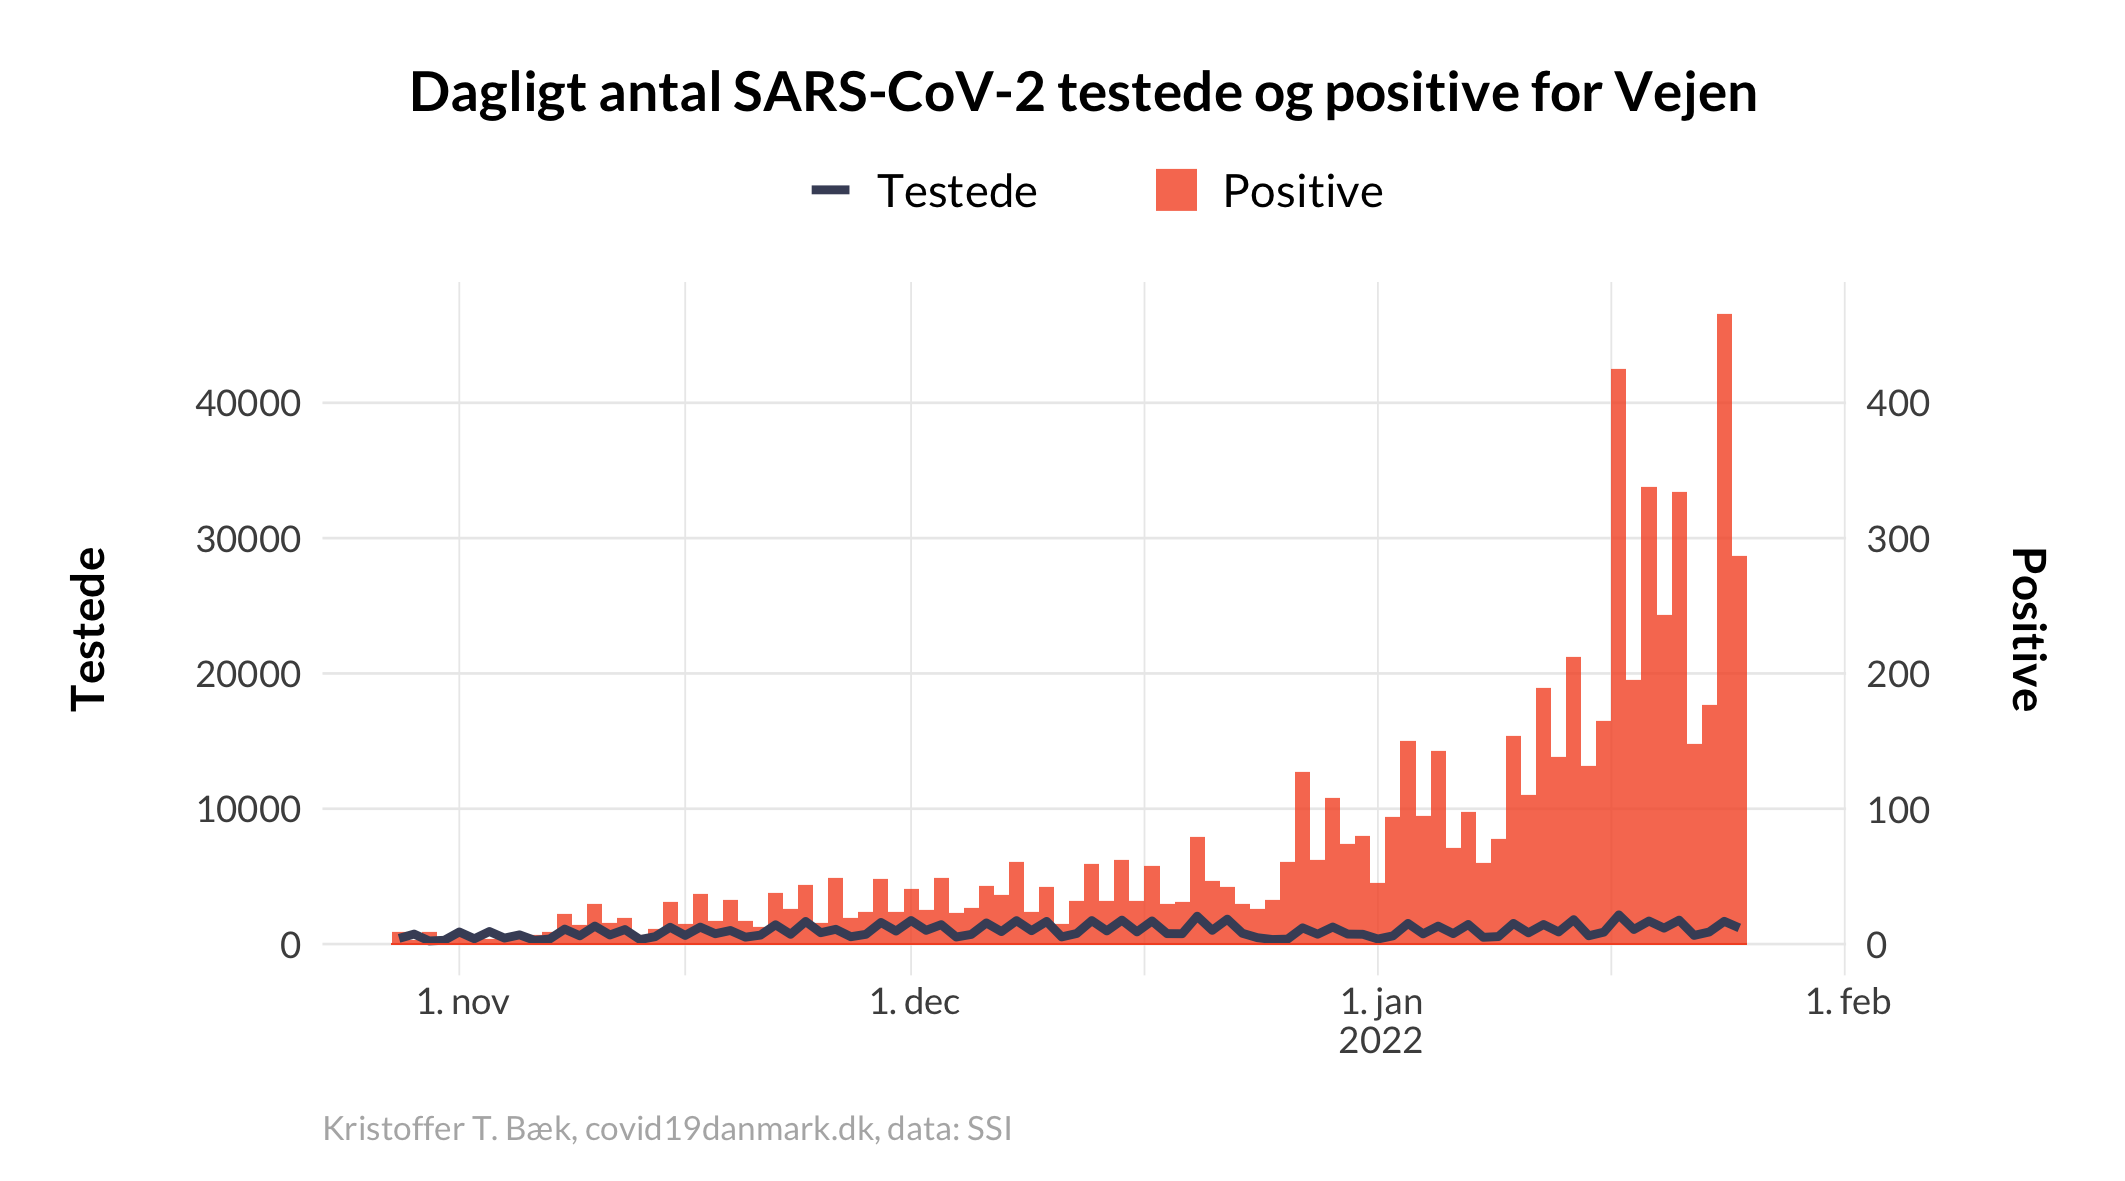 Dagligt antal SARS-CoV-2 testede og positive for Vejen
Testede
Positive
Testede
40000
30000
20000
10000
0
400
300
200
100
0
Positive
1. nov
1. dec
1. jan
2022
1. feb
Kristoffer T. Bæk, covid19danmark.dk, data: SSI